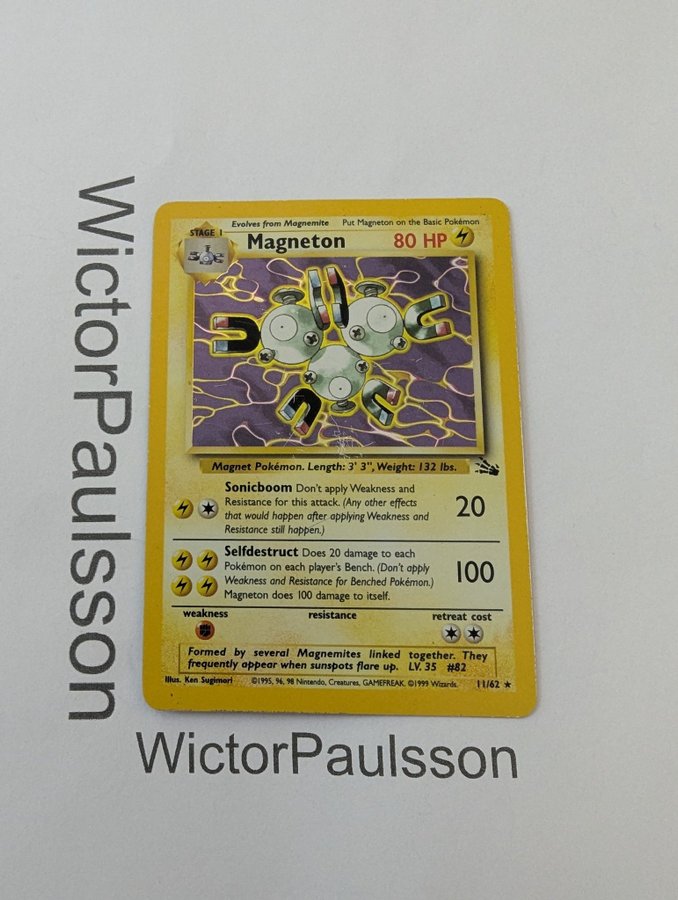 WictorPaulsson
Evolves from Magnemite Put Magneton on the Basic Pokémon
STAGE 1
Magneton 80 HP
Magnet Pokémon. Length: 3' 3", Weight: 132 lbs.
Sonicboom Don't apply Weakness and
Resistance for this attack. (Any other effects
that would happen after applying Weakness and
Resistance still happen.)
20
Selfdestruct Does 20 damage to each
Pokémon on each player's Bench. (Don't apply
Weakness and Resistance for Benched Pokémon.)
Magneton does 100 damage to itself.
100
weakness resistance retreat cost
Formed by several Magnemites linked together. They
frequently appear when sunspots flare up. LV. 35 #82
Illus. Ken Sugimori ©1995, 96, 98 Nintendo, Creatures, GAMEFREAK. ©1999 Wizards. 11/62 ★
WictorPaulsson